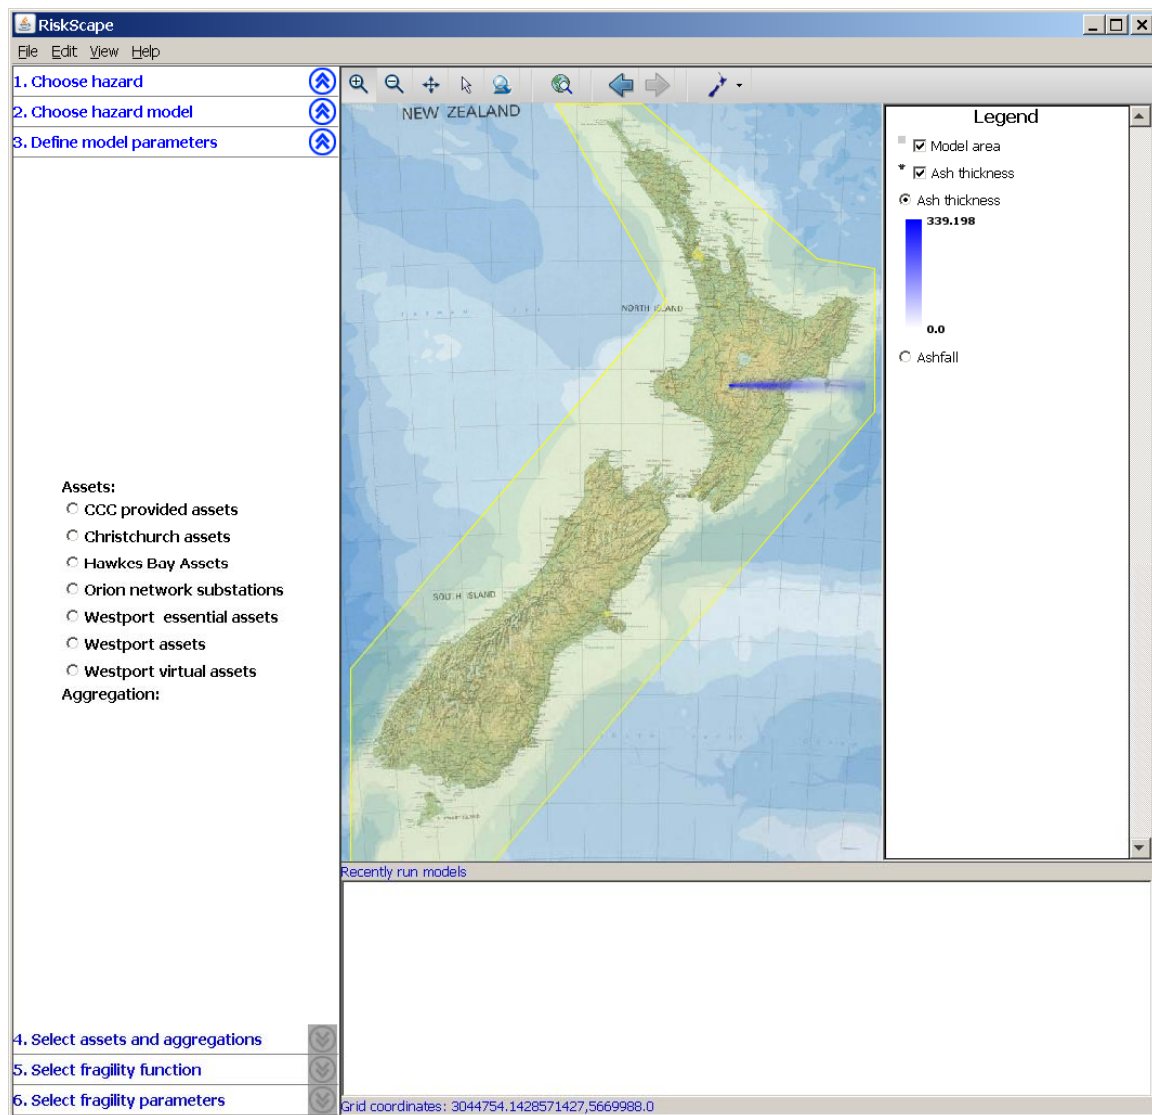 RiskScape
File Edit View Help
1. Choose hazard
2. Choose hazard model
3. Define model parameters
Assets:
CCC provided assets
Christchurch assets
Hawkes Bay Assets
Orion network substations
Westport essential assets
Westport assets
Westport virtual assets
Aggregation:
4. Select assets and aggregations
5. Select fragility function
6. Select fragility parameters
NEW ZEALAND
NORTH ISLAND
SOUTH ISLAND
Legend
Model area
Ash thickness
Ash thickness
339.198
0.0
Ashfall
Recently run models
Grid coordinates: 3044754.1428571427,5669988.0